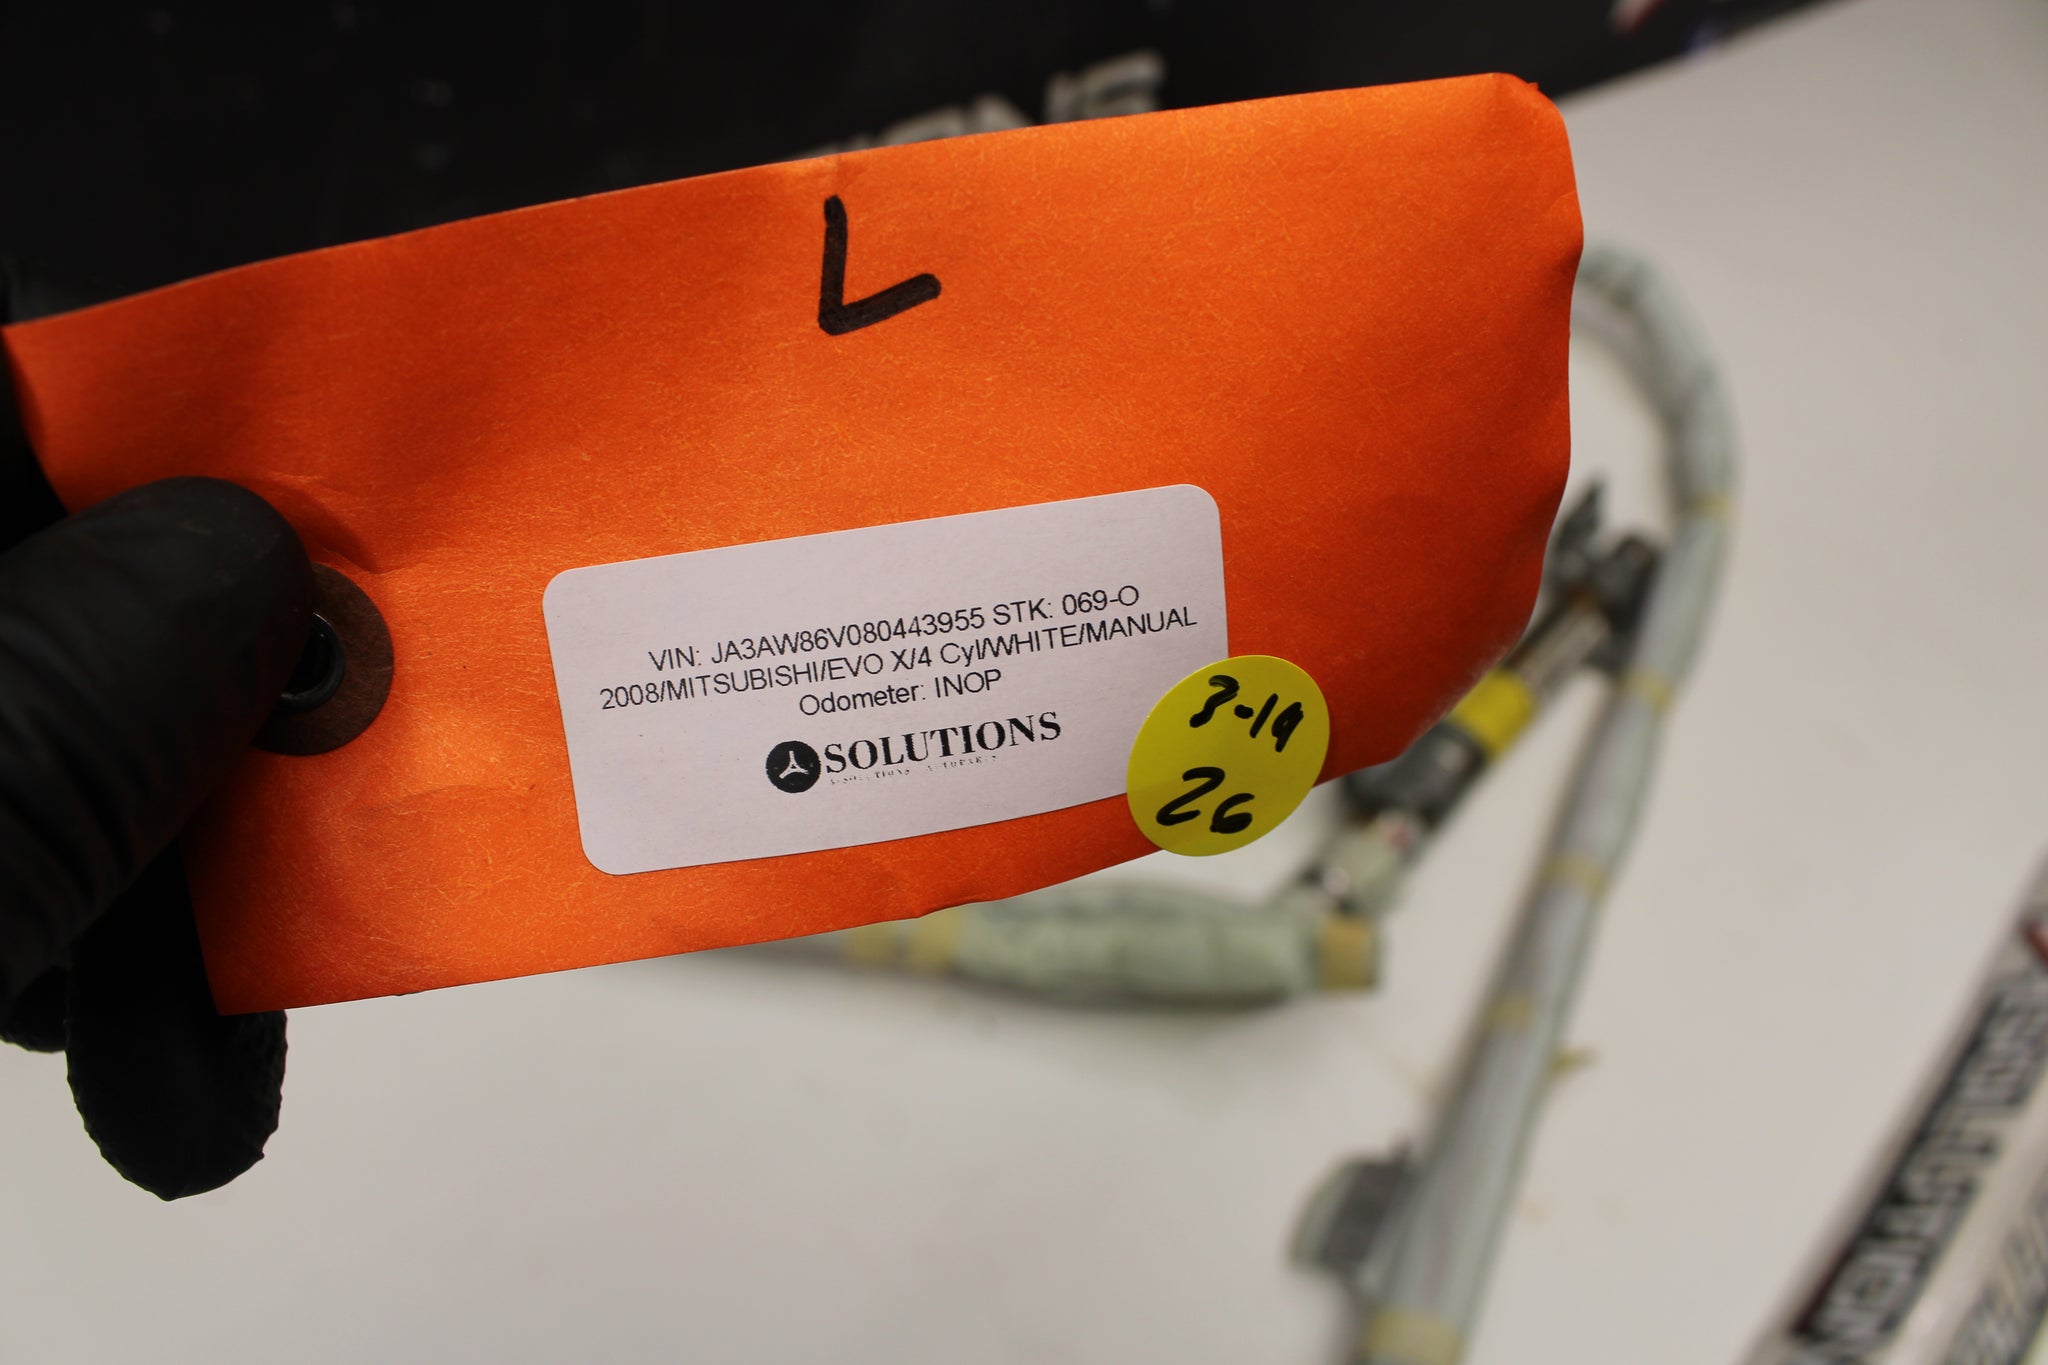 L
VIN: JA3AW86V080443955 STK: 069-O
2008/MITSUBISHI/EVO X/4 Cyl/WHITE/MANUAL
Odometer: INOP
SOLUTIONS
3-19
26